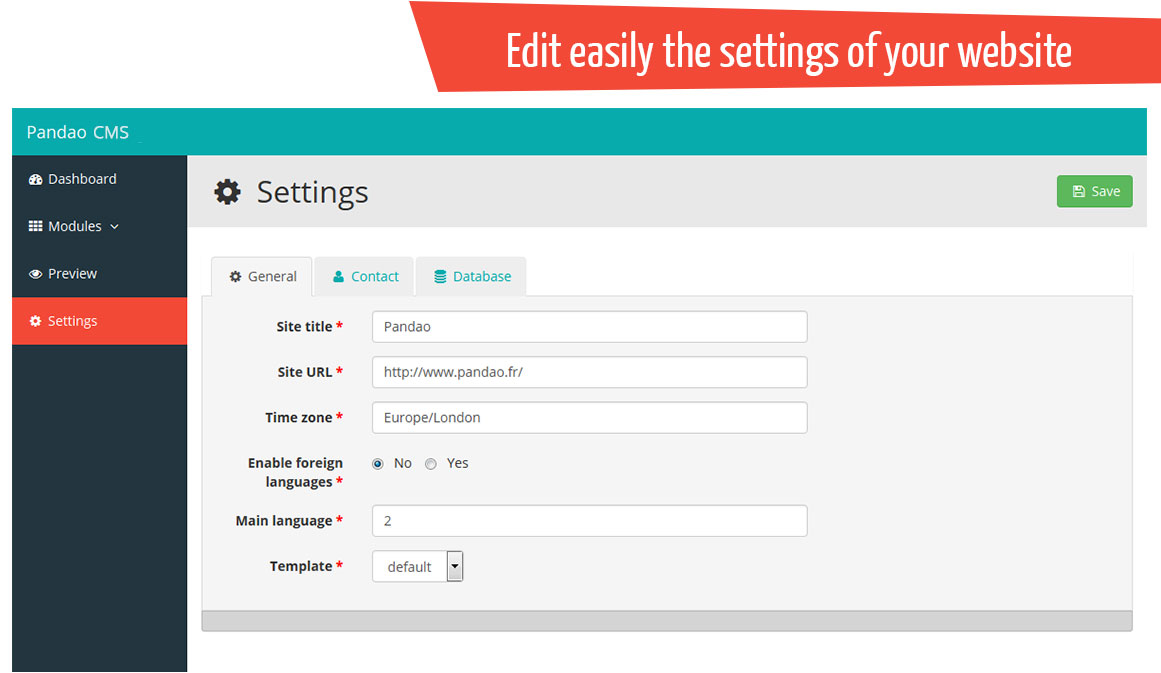 Edit easily the settings of your website
Pandao CMS
Dashboard
Modules
Preview
Settings
Settings
Save
General
Contact
Database
Site title *
Pandao
Site URL *
http://www.pandao.fr/
Time zone *
Europe/London
Enable foreign
languages *
No
Yes
Main language *
2
Template *
default